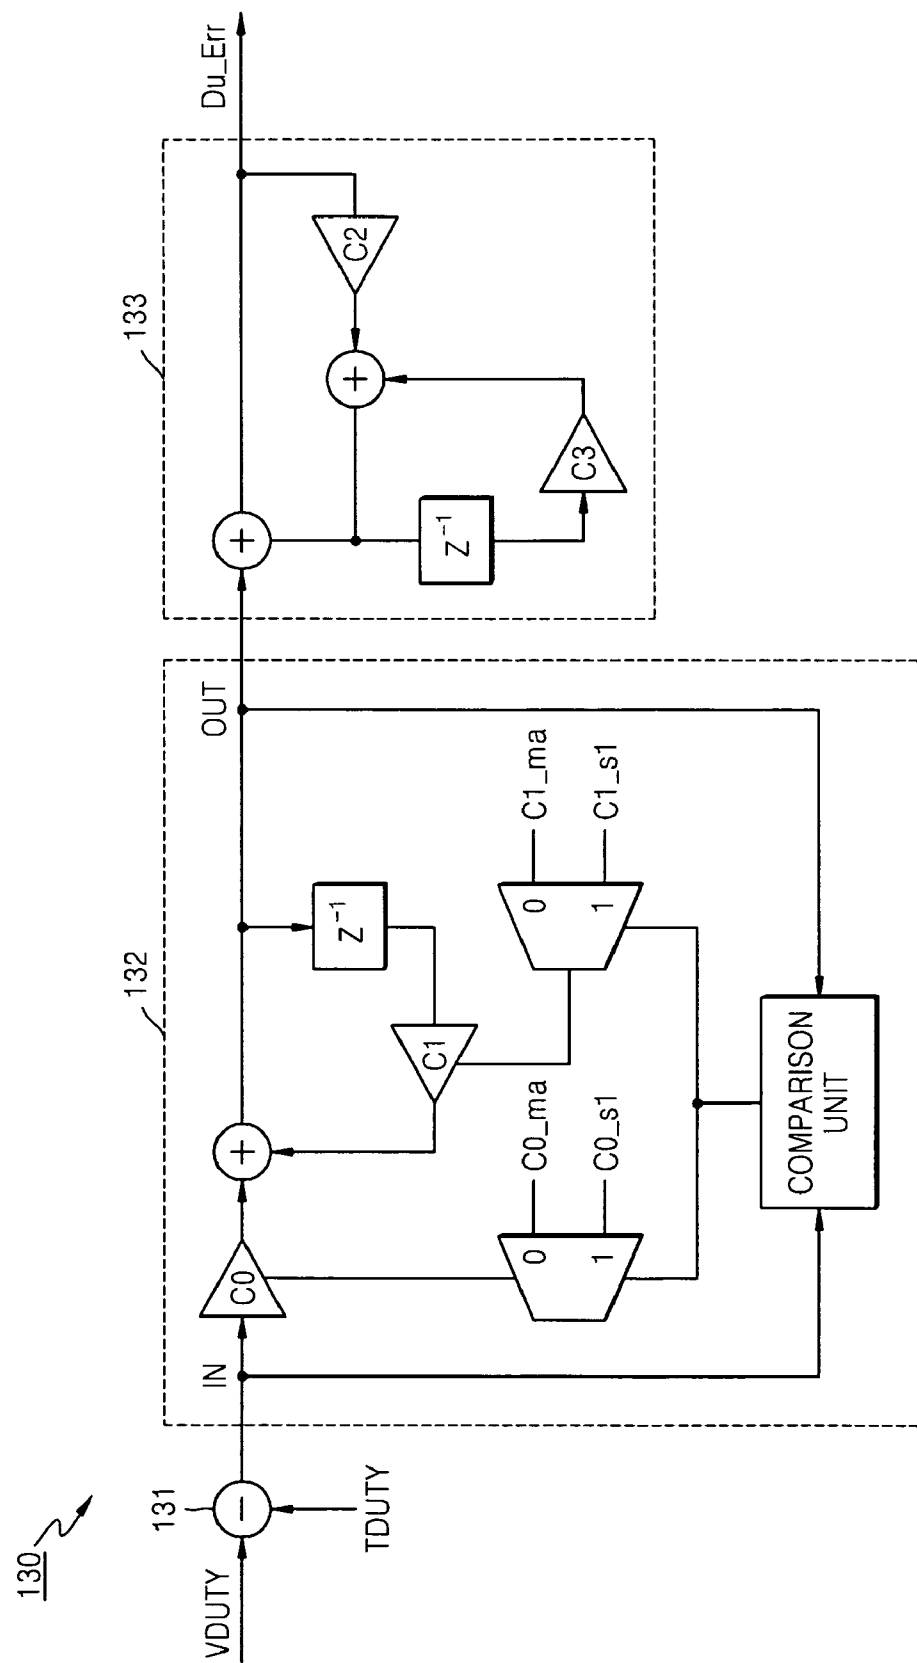 130
VDUTY
131
−
TDUTY
132
IN
C0
+
OUT
Z⁻¹
C1
C0_ma
C0_s1
0
1
C1_ma
C1_s1
0
1
COMPARISON
UNIT
133
+
Du_Err
C2
+
Z⁻¹
C3